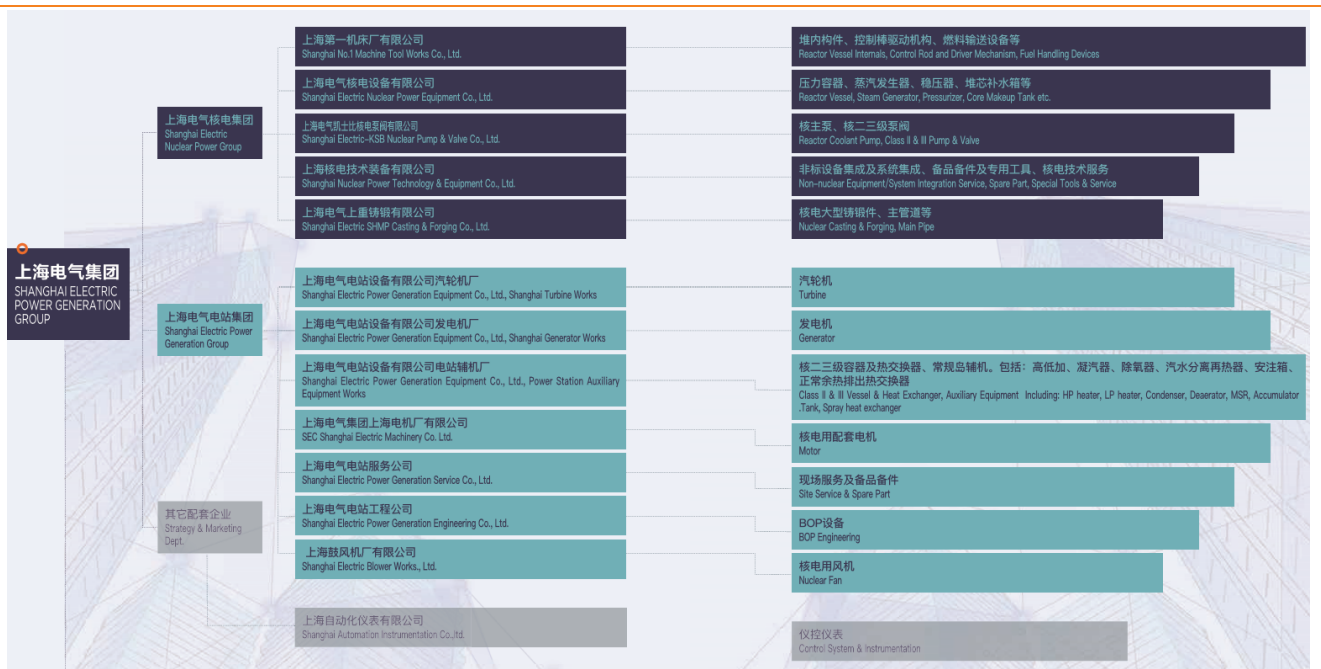 上海电气集团
SHANGHAI ELECTRIC
POWER GENERATION
GROUP
上海电气核电集团
Shanghai Electric
Nuclear Power Group
上海第一机床厂有限公司
Shanghai No.1 Machine Tool Works Co., Ltd.
堆内构件、控制棒驱动机构、燃料输送设备等
Reactor Vessel Internals, Control Rod and Driver Mechanism, Fuel Handling Devices
上海电气核电设备有限公司
Shanghai Electric Nuclear Power Equipment Co., Ltd.
压力容器、蒸汽发生器、稳压器、堆芯补水箱等
Reactor Vessel, Steam Generator, Pressurizer, Core Makeup Tank etc.
上海电气凯士比核电泵阀有限公司
Shanghai Electric-KSB Nuclear Pump & Valve Co., Ltd.
核主泵、核二三级泵阀
Reactor Coolant Pump, Class II & III Pump & Valve
上海核电技术装备有限公司
Shanghai Nuclear Power Technology & Equipment Co., Ltd.
非标设备集成及系统集成、备品备件及专用工具、核电技术服务
Non-nuclear Equipment/System Integration Service, Spare Part, Special Tools & Service
上海电气上重铸锻有限公司
Shanghai Electric SHMP Casting & Forging Co., Ltd.
核电大型铸锻件、主管道等
Nuclear Casting & Forging, Main Pipe
上海电气电站集团
Shanghai Electric Power
Generation Group
上海电气电站设备有限公司汽轮机厂
Shanghai Electric Power Generation Equipment Co., Ltd., Shanghai Turbine Works
汽轮机
Turbine
上海电气电站设备有限公司发电机厂
Shanghai Electric Power Generation Equipment Co., Ltd., Shanghai Generator Works
发电机
Generator
上海电气电站设备有限公司电站辅机厂
Shanghai Electric Power Generation Equipment Co., Ltd., Power Station Auxiliary
Equipment Works
核二三级容器及热交换器、常规岛辅机。包括：高低加、凝汽器、除氧器、汽水分离再热器、安注箱、
正常余热排出热交换器
Class II & III Vessel & Heat Exchanger, Auxiliary Equipment Including: HP heater, LP heater, Condenser, Deaerator, MSR, Accumulator
.Tank, Spray heat exchanger
上海电气集团上海电机厂有限公司
SEC Shanghai Electric Machinery Co. Ltd.
核电用配套电机
Motor
上海电气电站服务公司
Shanghai Electric Power Generation Service Co., Ltd.
现场服务及备品备件
Site Service & Spare Part
上海电气电站工程公司
Shanghai Electric Power Generation Engineering Co., Ltd.
BOP设备
BOP Engineering
上海鼓风机厂有限公司
Shanghai Electric Blower Works., Ltd.
核电用风机
Nuclear Fan
其它配套企业
Strategy & Marketing
Dept.
上海自动化仪表有限公司
Shanghai Automation Instrumentation Co.,ltd.
仪控仪表
Control System & Instrumentation